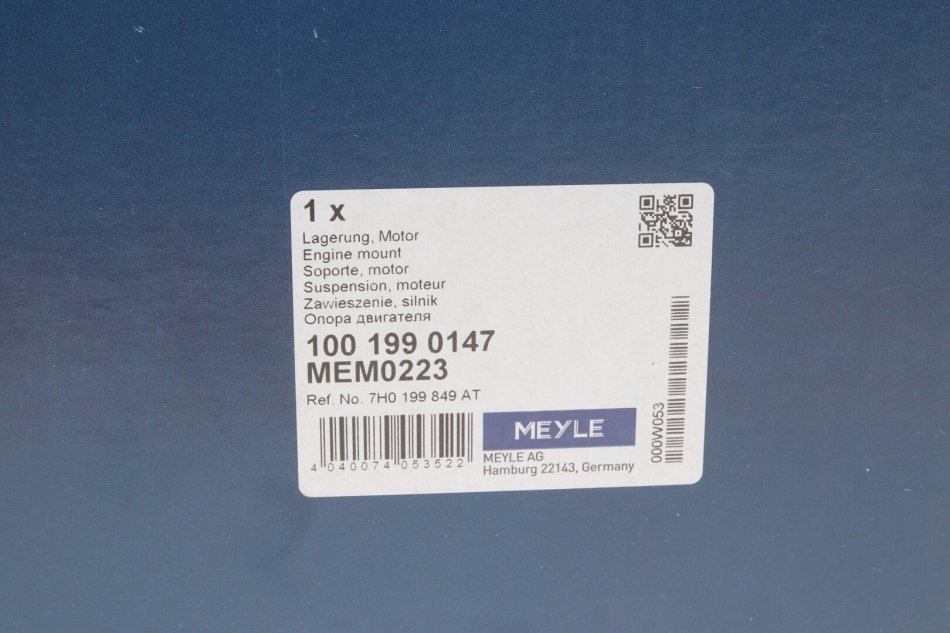 1 x
Lagerung, Motor
Engine mount
Soporte, motor
Suspension, moteur
Zawieszenie, silnik
Опора двигателя
100 199 0147
MEM0223
Ref. No. 7H0 199 849 AT
4 040074 053522
MEYLE
MEYLE AG
Hamburg 22143, Germany
000W053